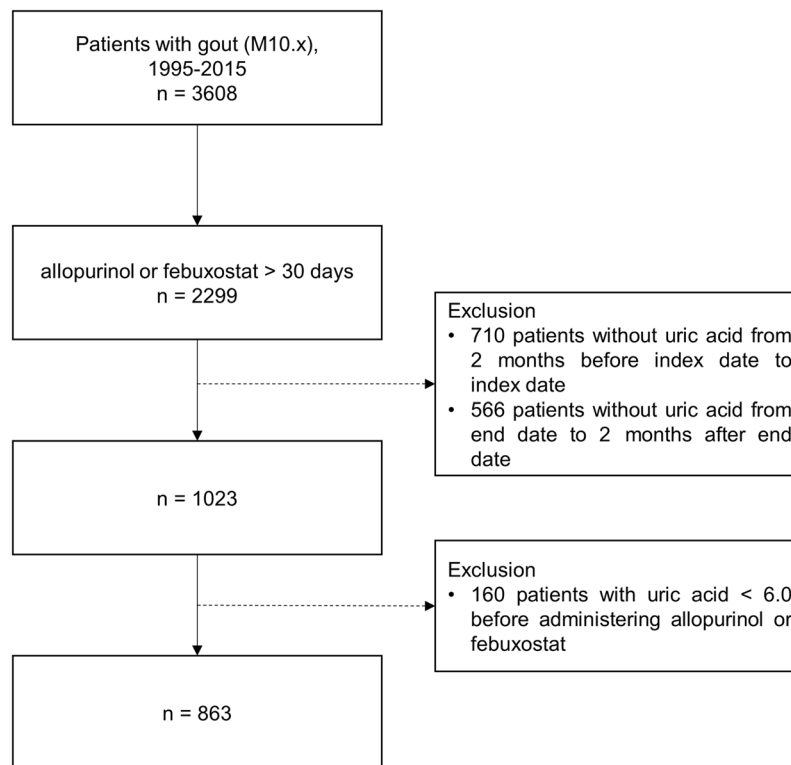 Patients with gout (M10.x),
1995-2015
n = 3608
allopurinol or febuxostat > 30 days
n = 2299
Exclusion
• 710 patients without uric acid from
2 months before index date to
index date
• 566 patients without uric acid from
end date to 2 months after end
date
n = 1023
Exclusion
• 160 patients with uric acid < 6.0
before administering allopurinol or
febuxostat
n = 863